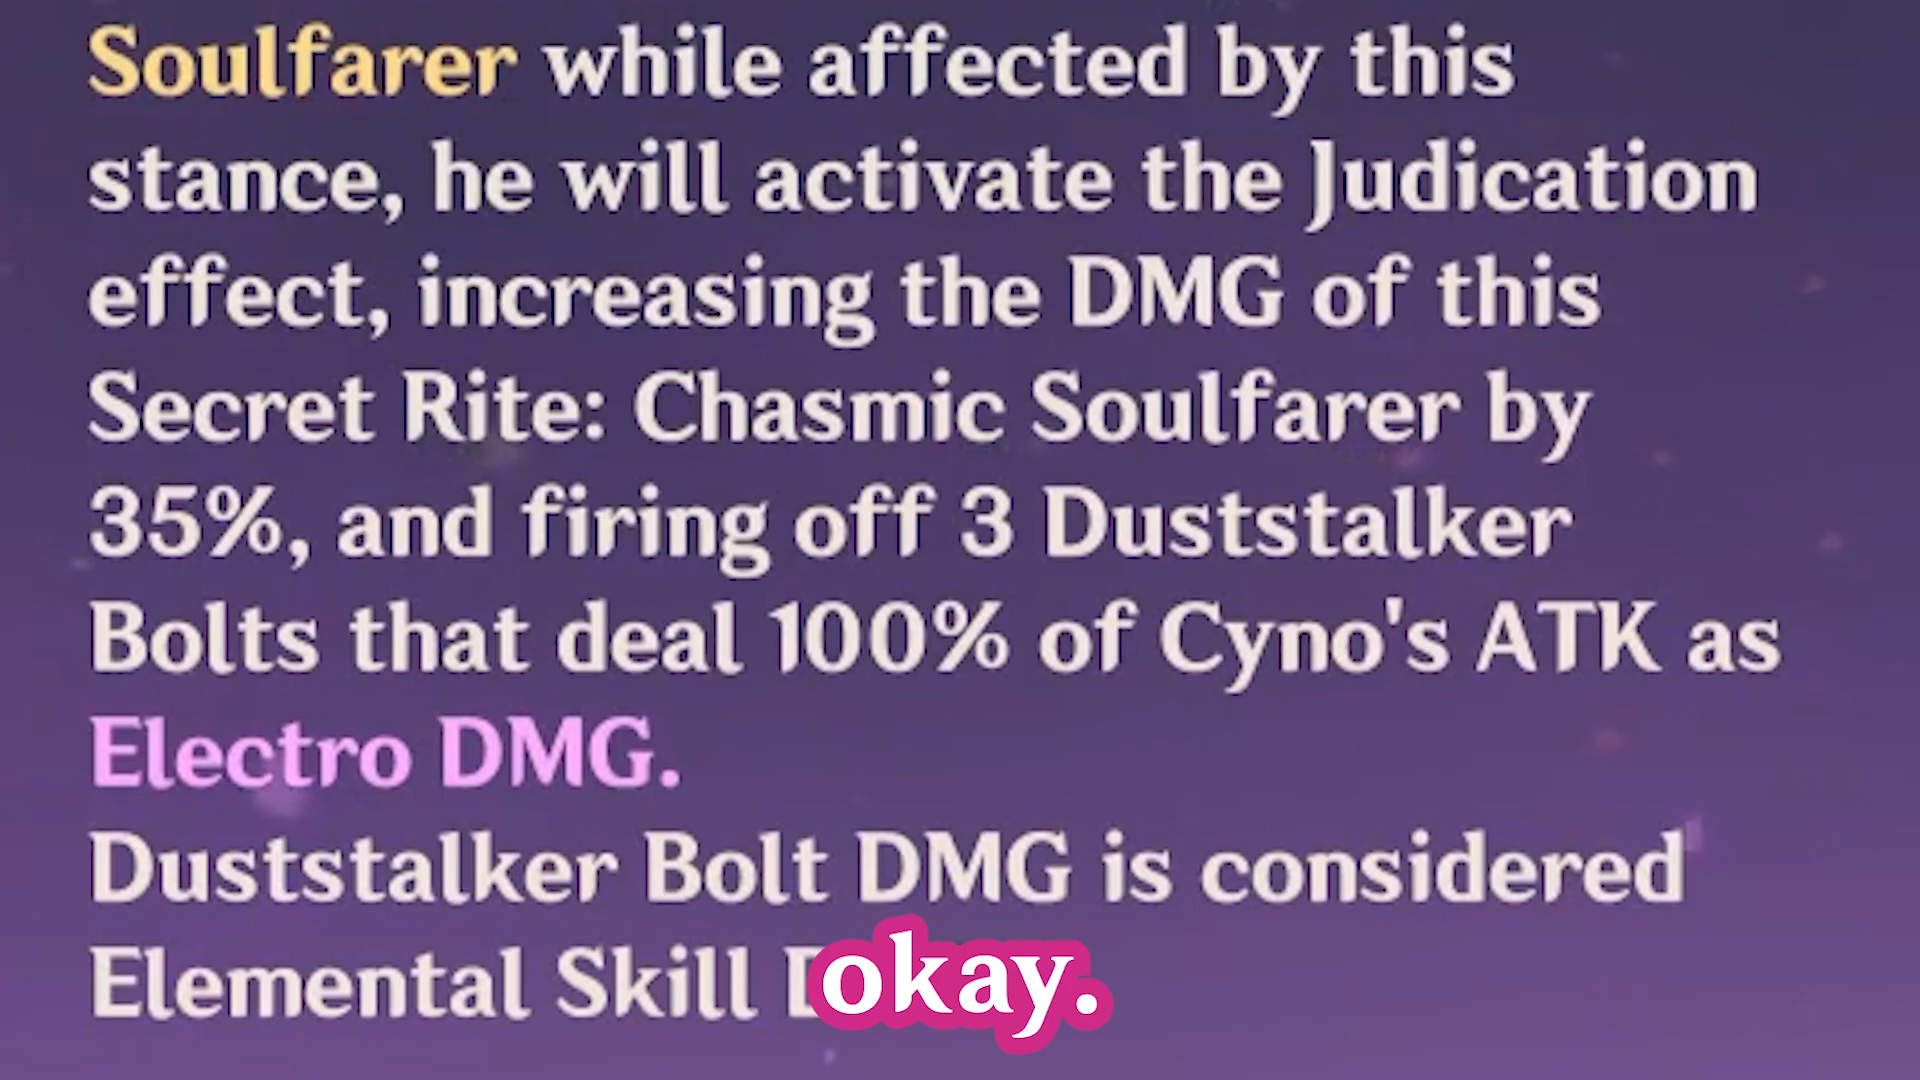 Soulfarer while affected by this
stance, he will activate the Judication
effect, increasing the DMG of this
Secret Rite: Chasmic Soulfarer by
35%, and firing off 3 Duststalker
Bolts that deal 100% of Cyno's ATK as
Electro DMG.
Duststalker Bolt DMG is considered
Elemental Skill
okay.